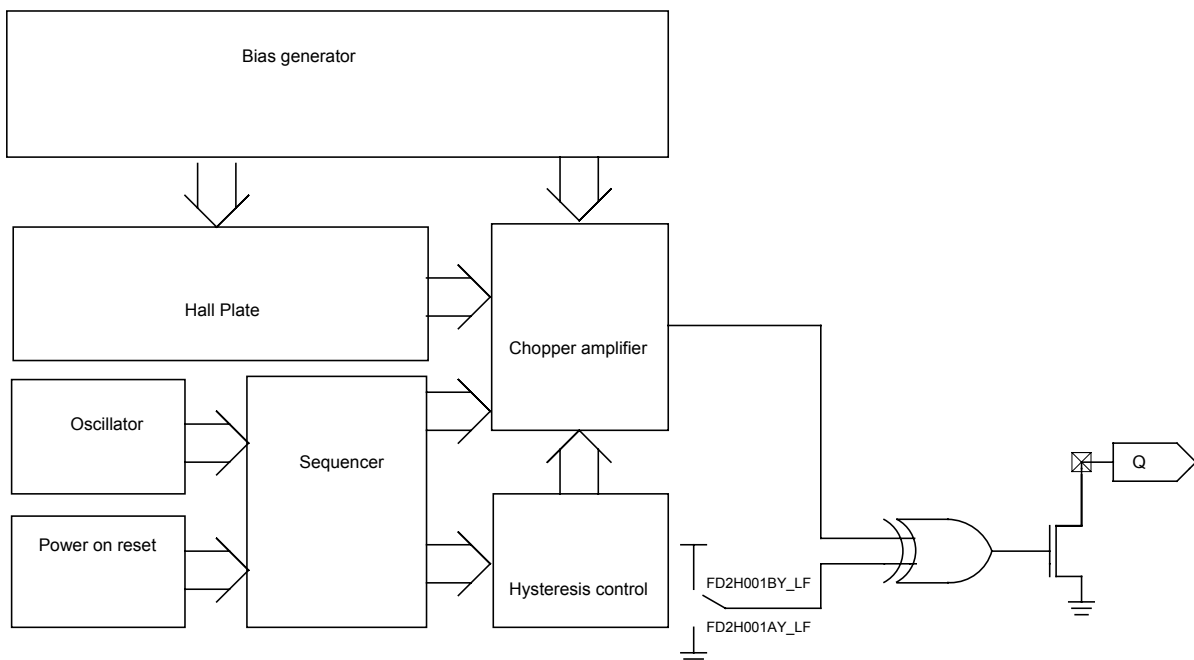 Bias generator
Hall Plate
Chopper amplifier
Oscillator
Sequencer
Q
Power on reset
Hysteresis control
FD2H001BY_LF
FD2H001AY_LF